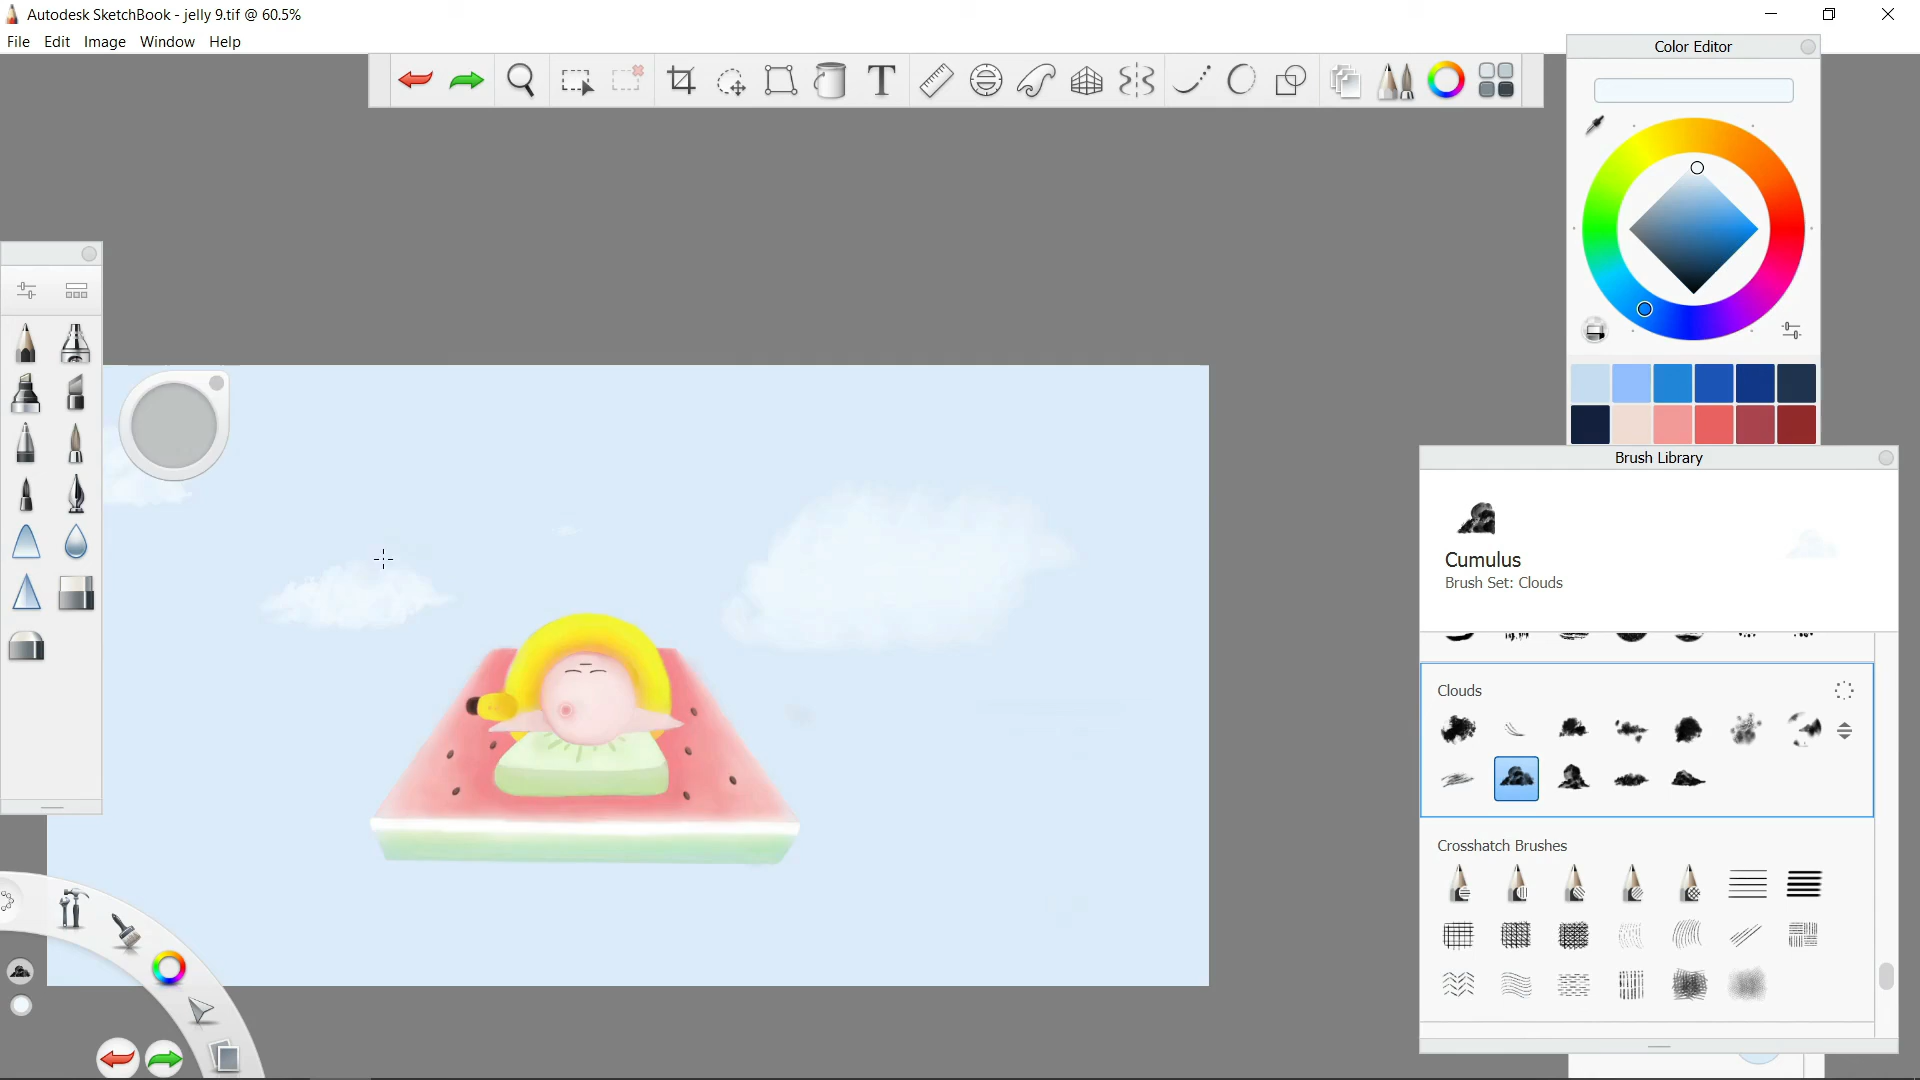 Autodesk SketchBook - jelly 9.tif @ 60.5%
File Edit Image Window Help
Color Editor
T
Brush Library
Cumulus
Brush Set: Clouds
Clouds
Crosshatch Brushes